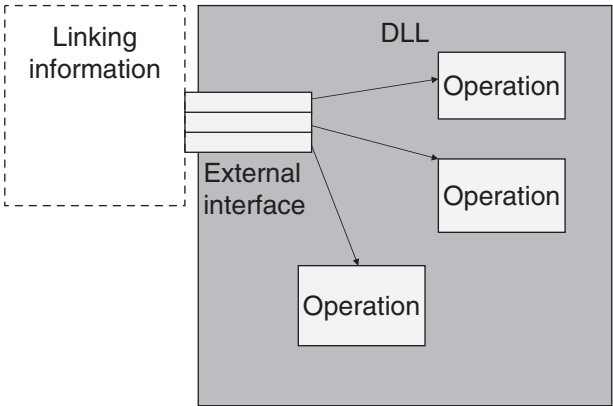 Linking
information
DLL
Operation
External
interface
Operation
Operation